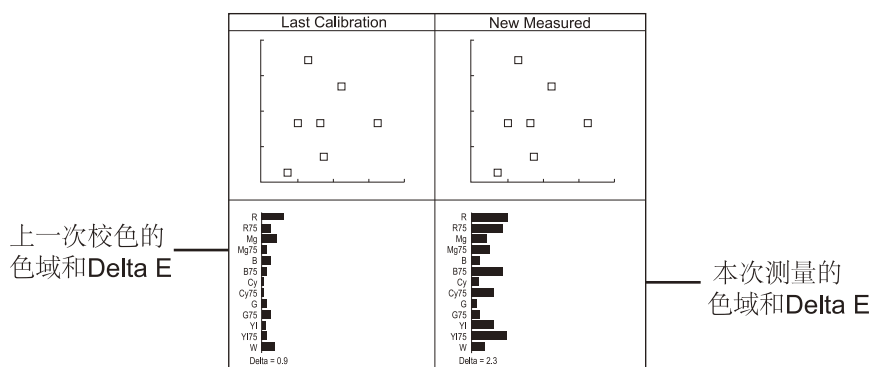 Last Calibration
New Measured
上一次校色的
色域和Delta E
R
R75
Mg
Mg75
B
B75
Cy
Cy75
G
G75
Yl
Yl75
W
Delta = 0.9
R
R75
Mg
Mg75
B
B75
Cy
Cy75
G
G75
Yl
Yl75
W
Delta = 2.3
本次测量的
色域和Delta E